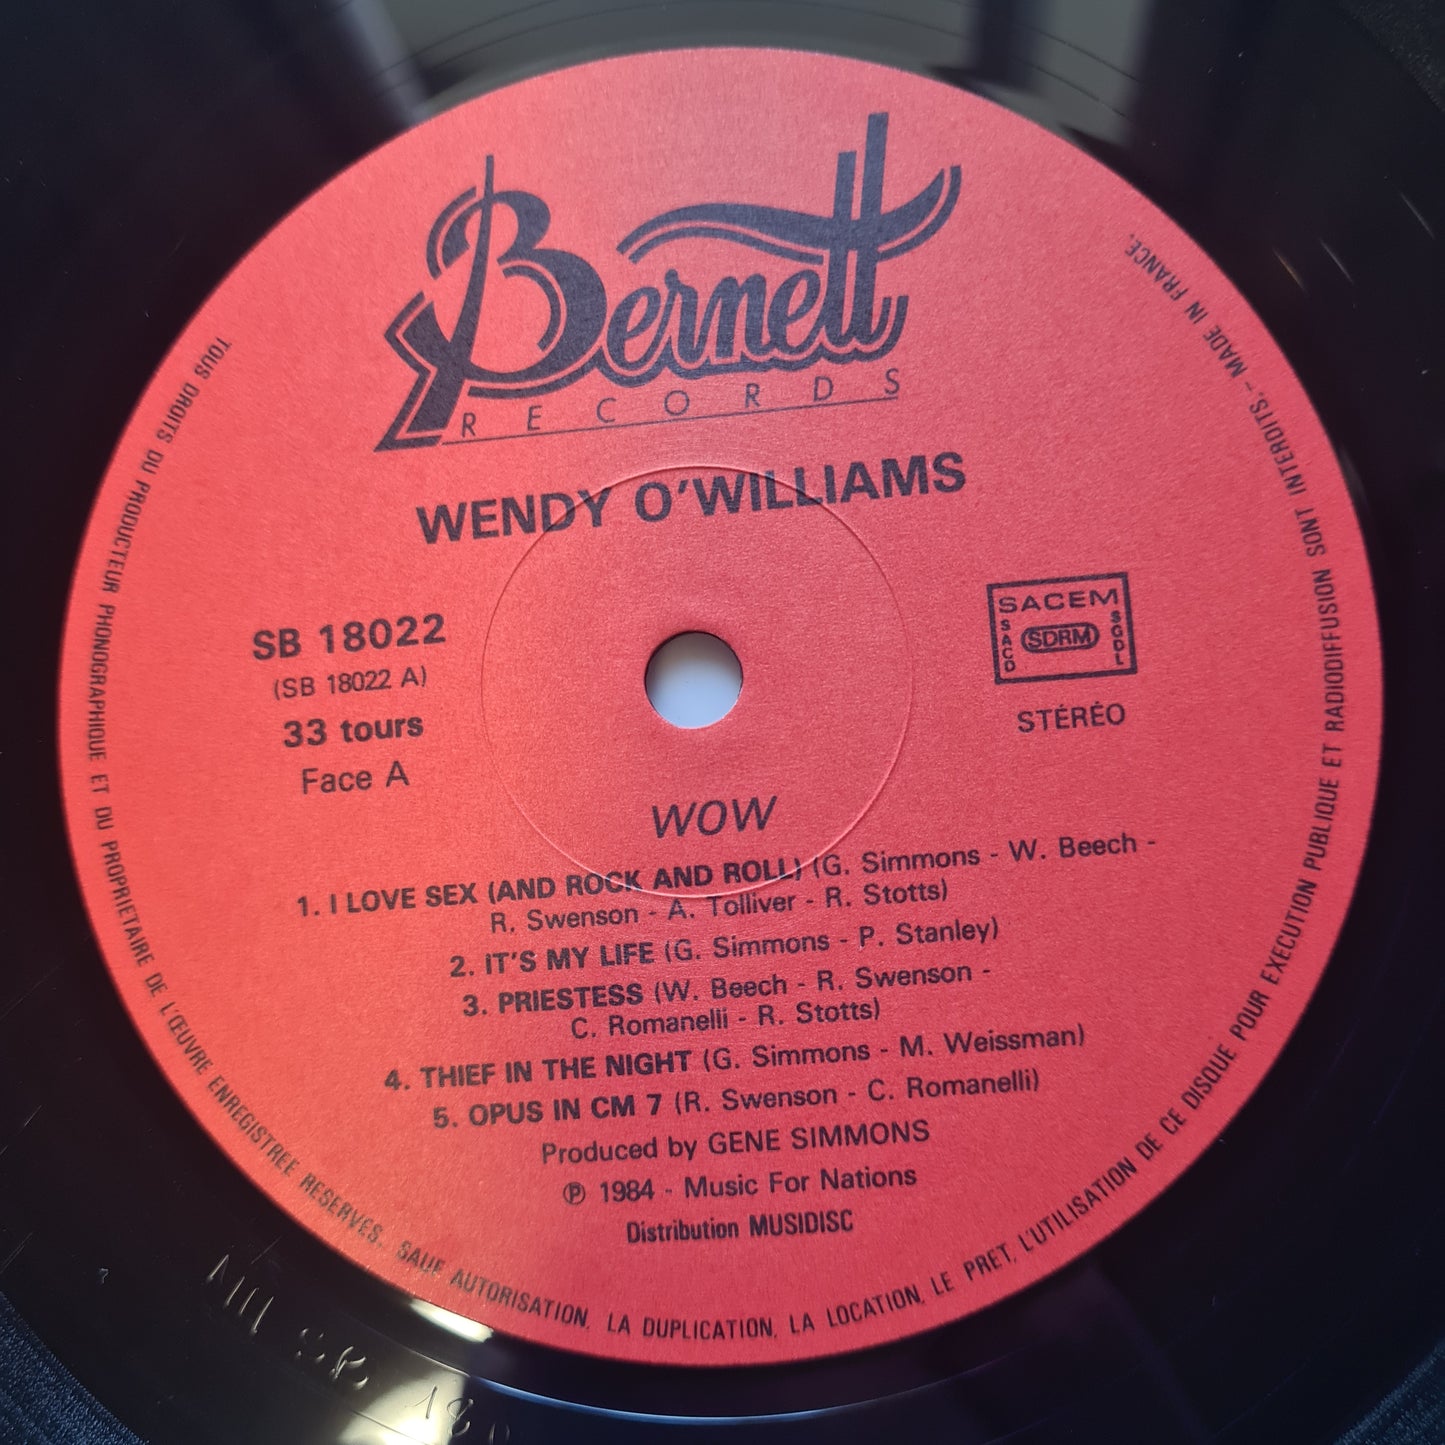 Bernett
RECORDS
WENDY O'WILLIAMS
SB 18022
(SB 18022 A)
33 tours
Face A
SACEM
SACD
SDRM
SGDL
STÉRÉO
WOW
1. I LOVE SEX (AND ROCK AND ROLL) (G. Simmons - W. Beech -
R. Swenson - A. Tolliver - R. Stotts)
2. IT'S MY LIFE (G. Simmons - P. Stanley)
3. PRIESTESS (W. Beech - R. Swenson -
C. Romanelli - R. Stotts)
4. THIEF IN THE NIGHT (G. Simmons - M. Weissman)
5. OPUS IN CM 7 (R. Swenson - C. Romanelli)
Produced by GENE SIMMONS
℗ 1984 - Music For Nations
Distribution MUSIDISC
TOUS DROITS DU PRODUCTEUR PHONOGRAPHIQUE ET DU PROPRIETAIRE DE L'ŒUVRE ENREGISTREE RESERVES. SAUF AUTORISATION, LA DUPLICATION, LA LOCATION, LE PRET, L'UTILISATION DE CE DISQUE POUR EXECUTION PUBLIQUE ET RADIODIFFUSION SONT INTERDITS.- MADE IN FRANCE.